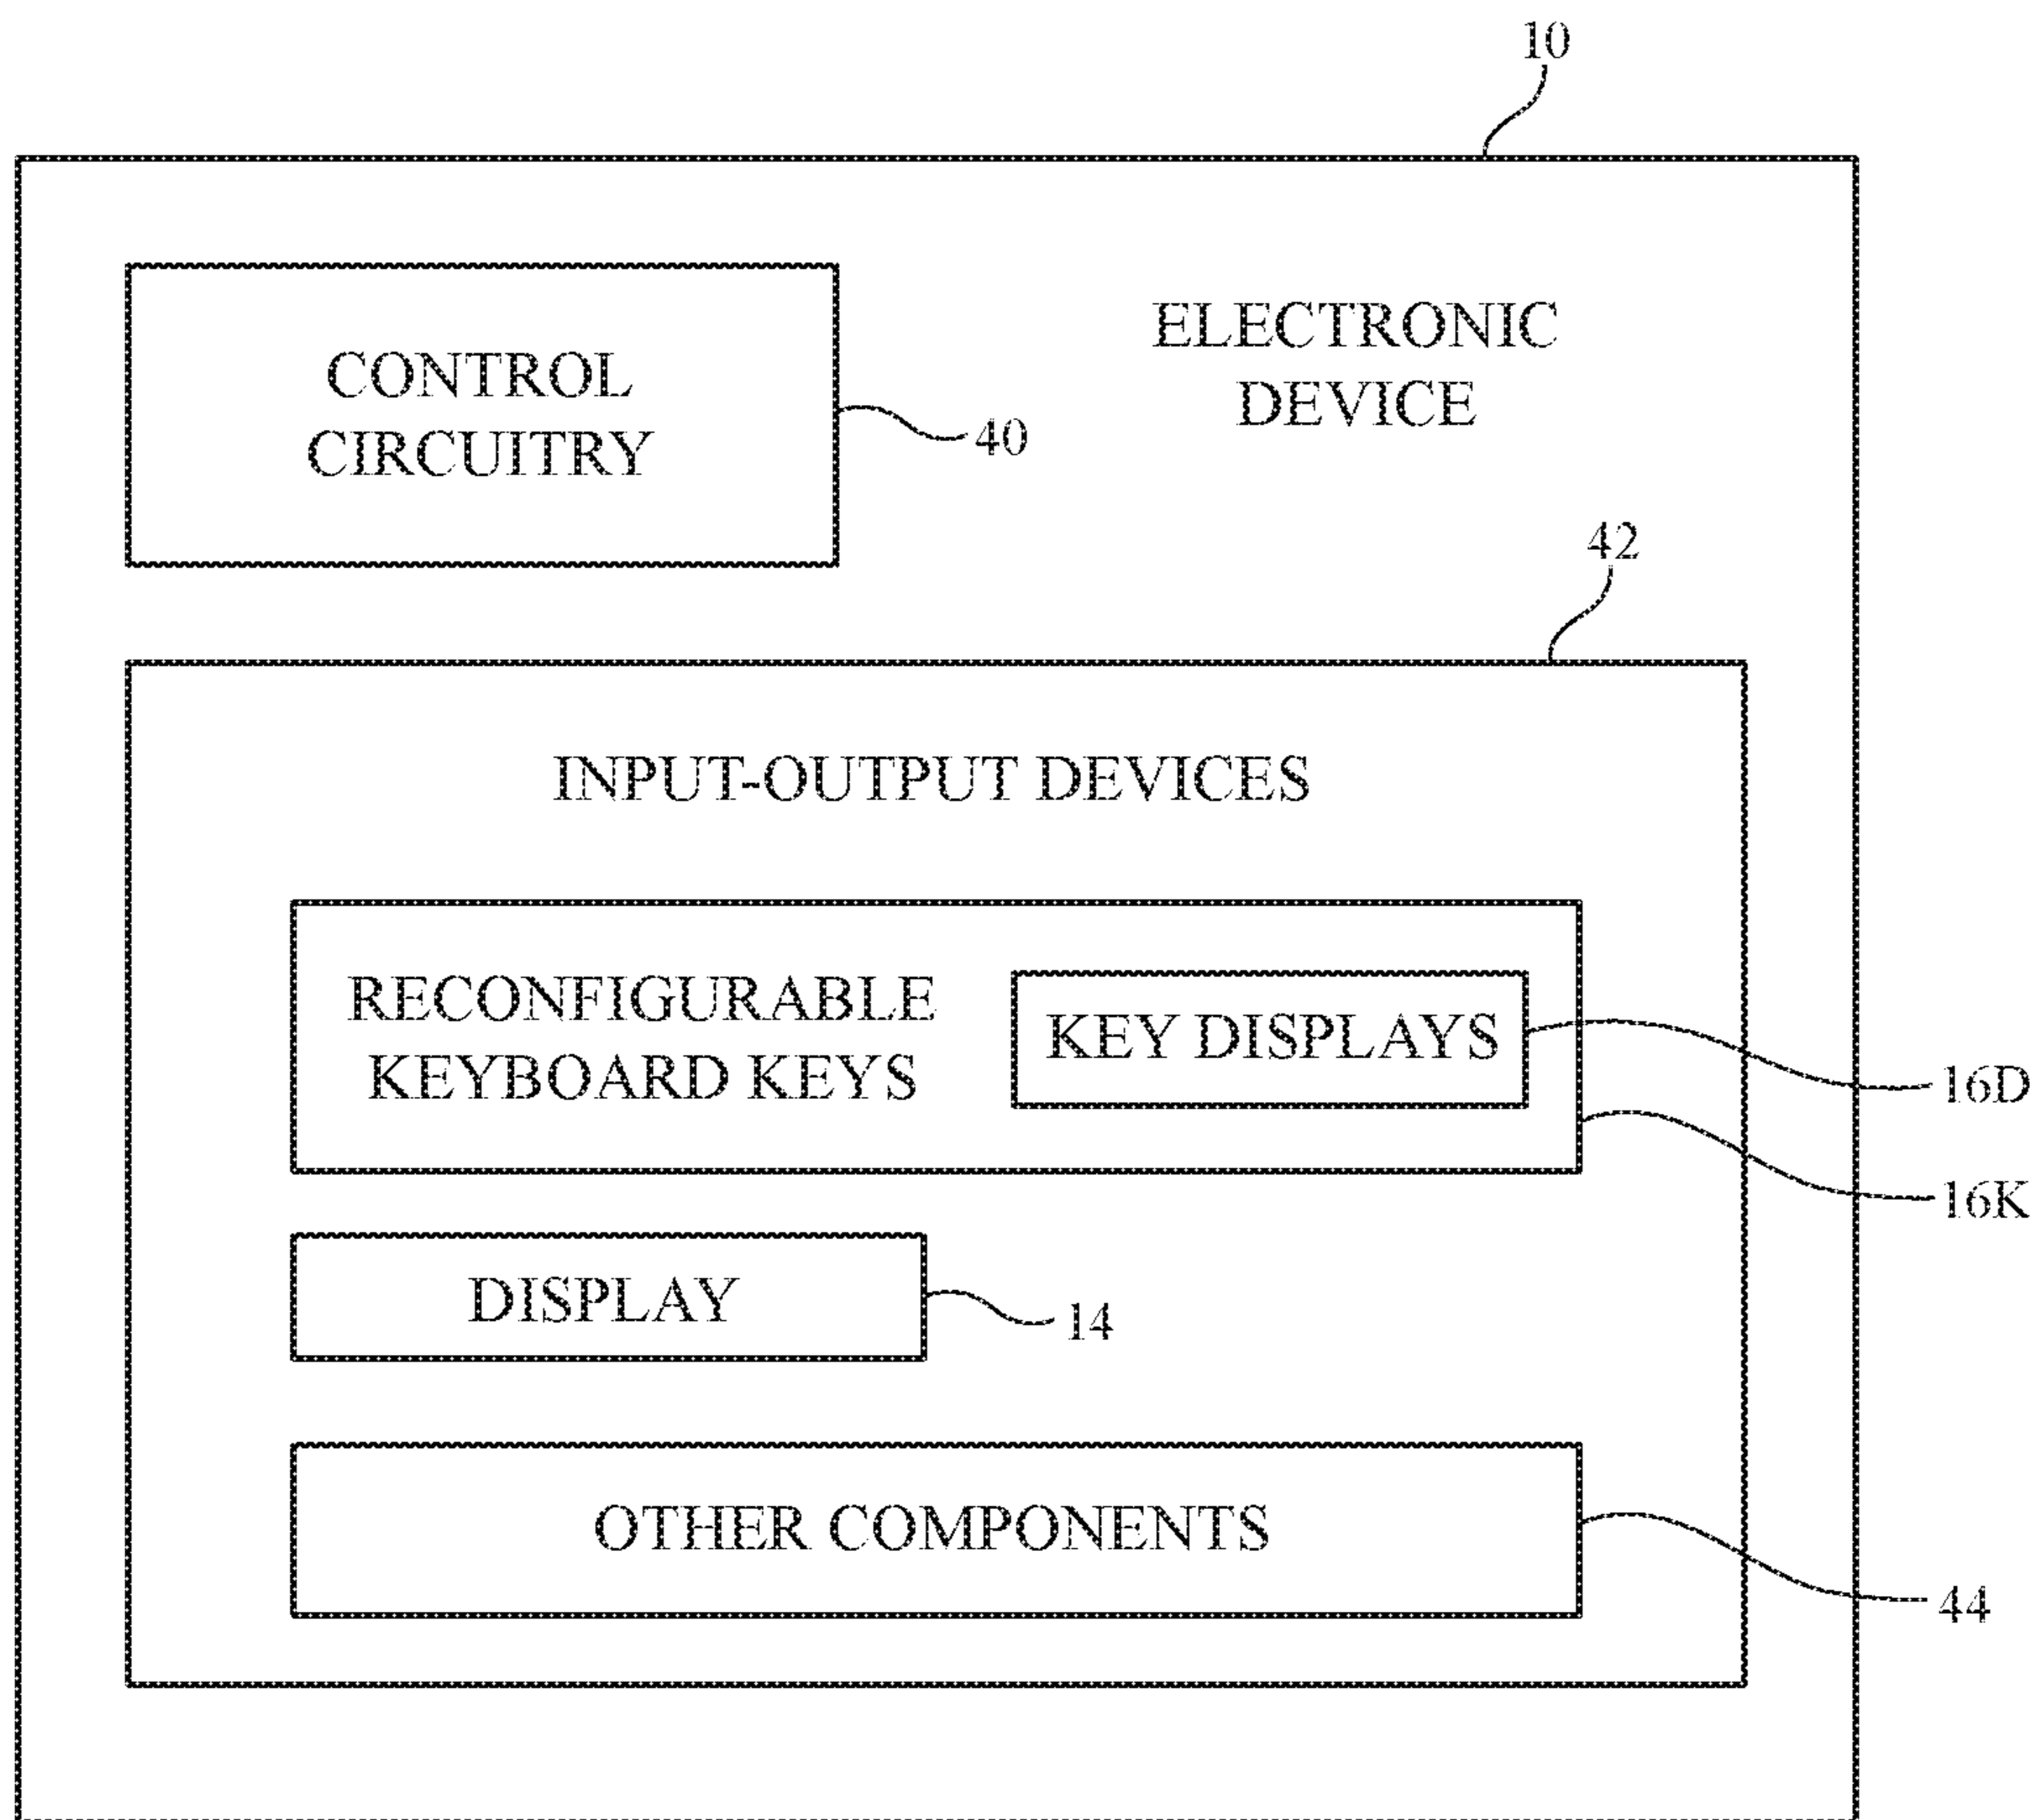 10
CONTROL
CIRCUITRY
40
ELECTRONIC
DEVICE
42
INPUT-OUTPUT DEVICES
RECONFIGURABLE
KEYBOARD KEYS
KEY DISPLAYS
16D
16K
DISPLAY
14
OTHER COMPONENTS
44